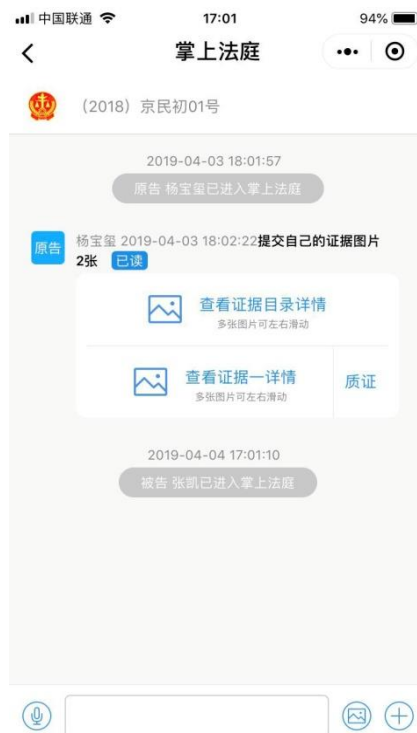 中国联通 17:01 94%
掌上法庭
（2018）京民初01号
2019-04-03 18:01:57
原告 杨宝玺已进入掌上法庭
原告 杨宝玺 2019-04-03 18:02:22提交自己的证据图片
2张 已读
查看证据目录详情
多张图片可左右滑动
查看证据一详情 质证
多张图片可左右滑动
2019-04-04 17:01:10
被告 张凯已进入掌上法庭